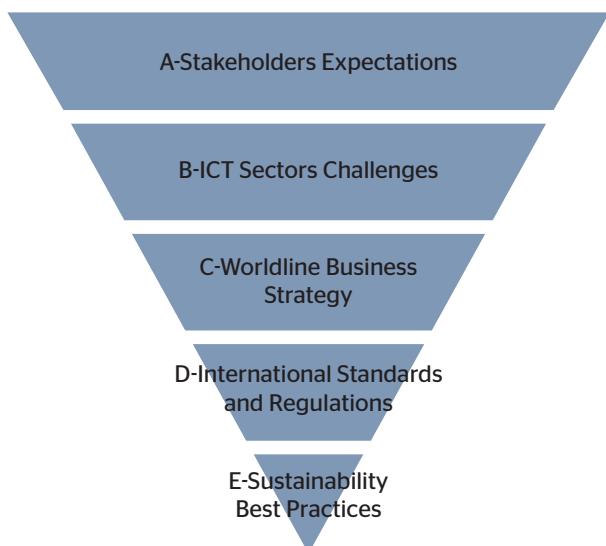 A-Stakeholders Expectations
B-ICT Sectors Challenges
C-Worldline Business
Strategy
D-International Standards
and Regulations
E-Sustainability
Best Practices